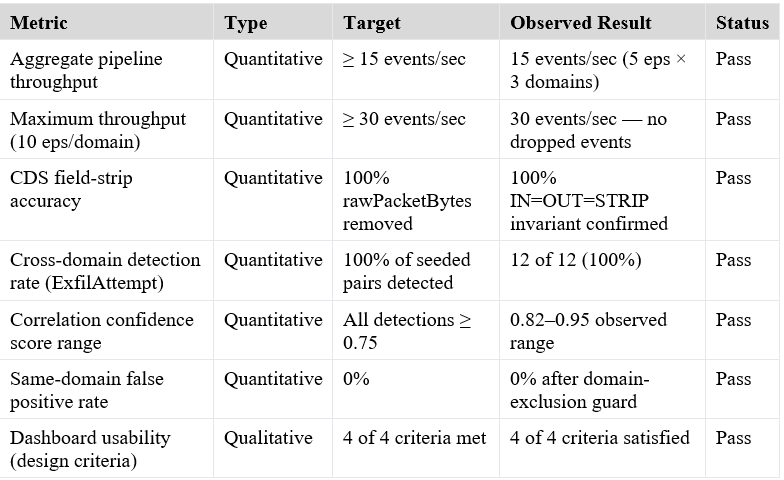 Metric Type Target Observed Result Status
Aggregate pipeline Quantitative ≥ 15 events/sec 15 events/sec (5 eps × Pass
throughput 3 domains)
Maximum throughput Quantitative ≥ 30 events/sec 30 events/sec — no Pass
(10 eps/domain) dropped events
CDS field-strip Quantitative 100% 100% Pass
accuracy rawPacketBytes IN=OUT=STRIP
removed invariant confirmed
Cross-domain detection Quantitative 100% of seeded 12 of 12 (100%) Pass
rate (ExfilAttempt) pairs detected
Correlation confidence Quantitative All detections ≥ 0.82–0.95 observed Pass
score range 0.75 range
Same-domain false Quantitative 0% 0% after domain- Pass
positive rate exclusion guard
Dashboard usability Qualitative 4 of 4 criteria met 4 of 4 criteria satisfied Pass
(design criteria)